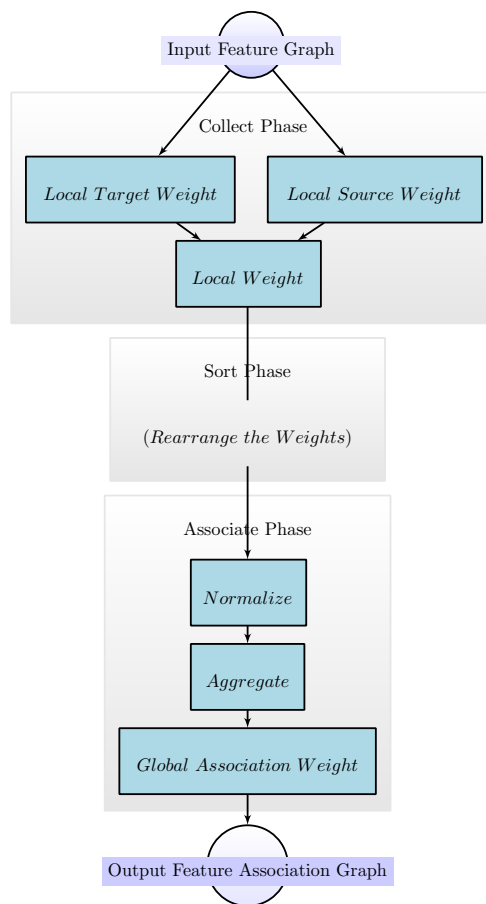 Input Feature Graph
Collect Phase
Local Target Weight
Local Source Weight
Local Weight
Sort Phase
(Rearrange the Weights)
Associate Phase
Normalize
Aggregate
Global Association Weight
Output Feature Association Graph